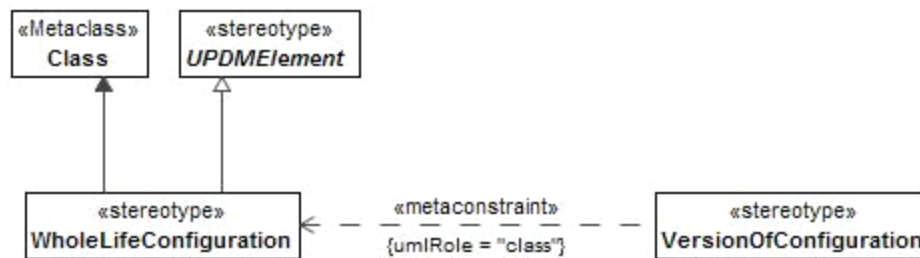 «Metaclass»
Class
«stereotype»
UPDMElement
«stereotype»
WholeLifeConfiguration
«metaconstraint»
{umlRole = "class"}
«stereotype»
VersionOfConfiguration